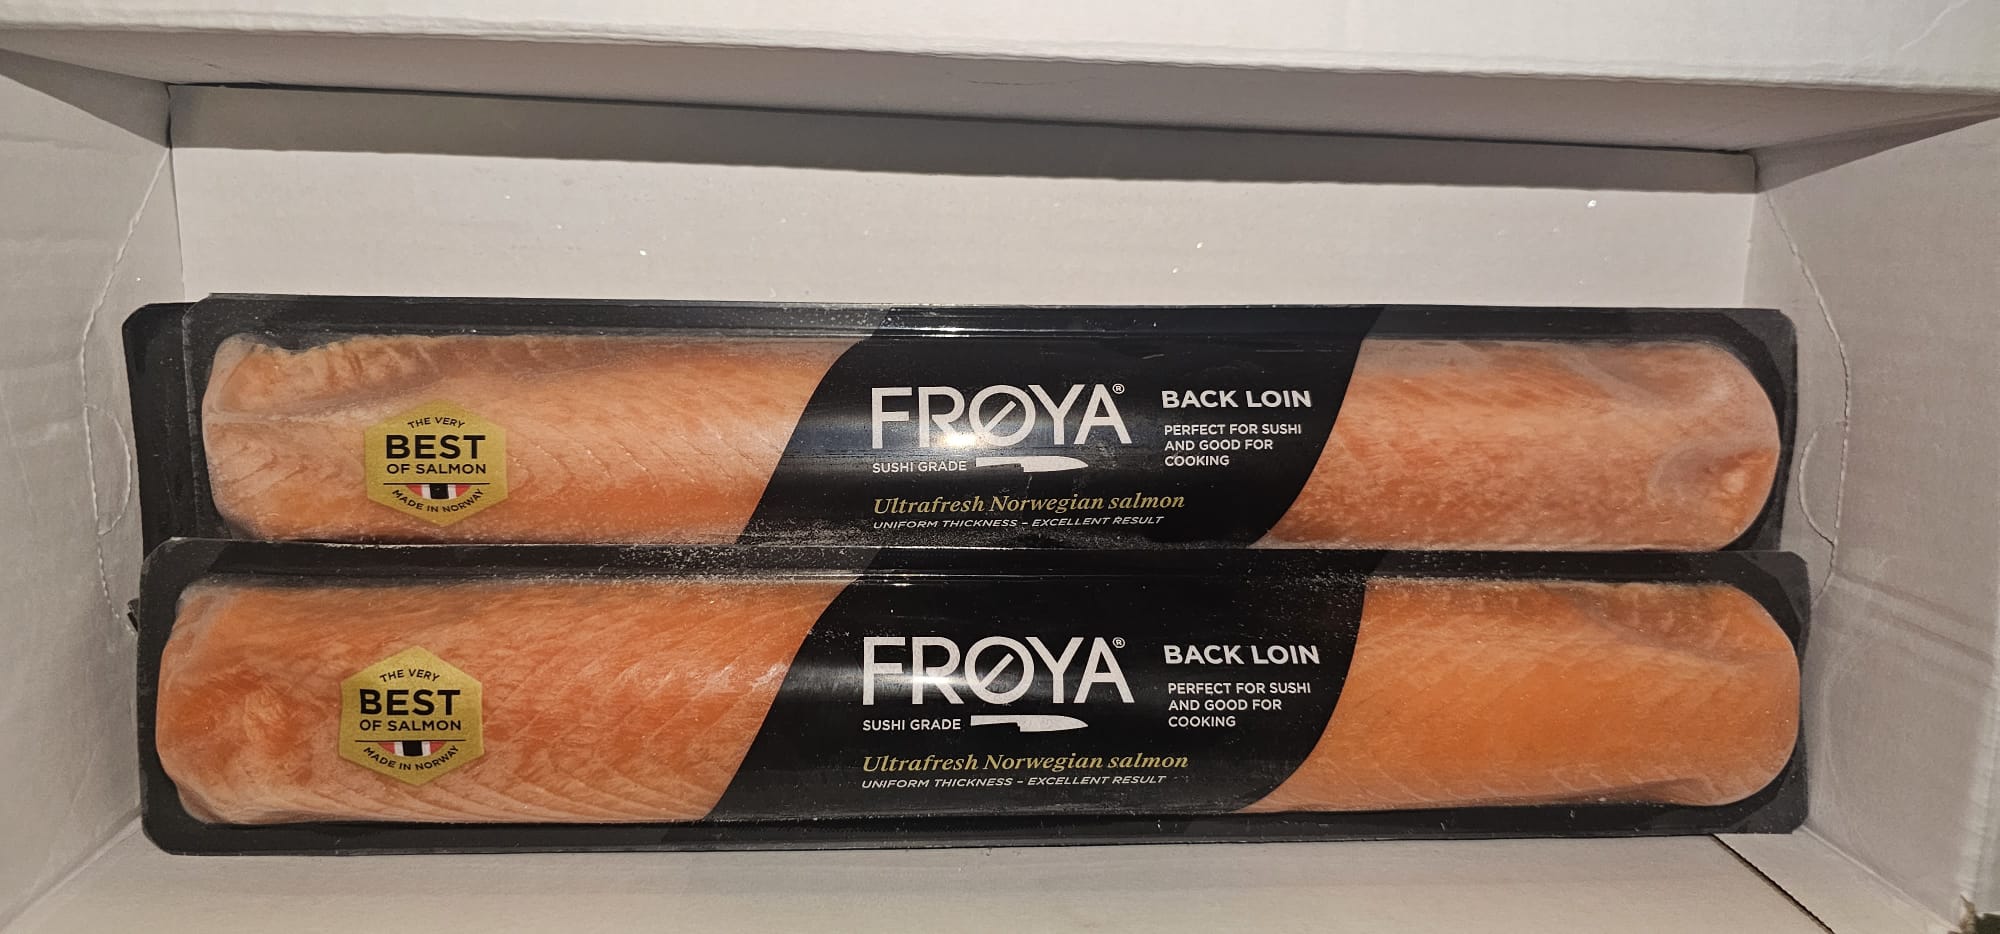 THE VERY
BEST
OF SALMON
MADE IN NORWAY
FRØYA®
SUSHI GRADE
Ultrafresh Norwegian salmon
UNIFORM THICKNESS – EXCELLENT RESULT
BACK LOIN
PERFECT FOR SUSHI
AND GOOD FOR
COOKING
THE VERY
BEST
OF SALMON
MADE IN NORWAY
FRØYA®
SUSHI GRADE
Ultrafresh Norwegian salmon
UNIFORM THICKNESS – EXCELLENT RESULT
BACK LOIN
PERFECT FOR SUSHI
AND GOOD FOR
COOKING